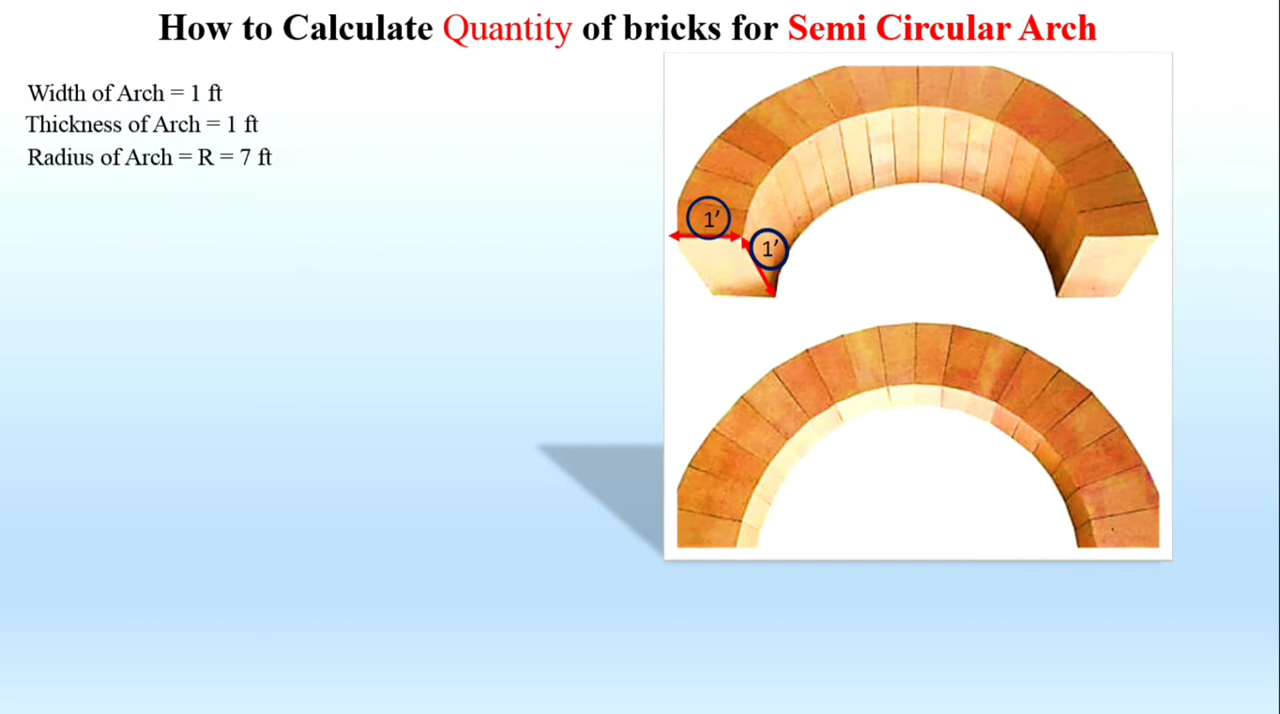 How to Calculate Quantity of bricks for Semi Circular Arch
Width of Arch = 1 ft
Thickness of Arch = 1 ft
Radius of Arch = R = 7 ft
1’
1’